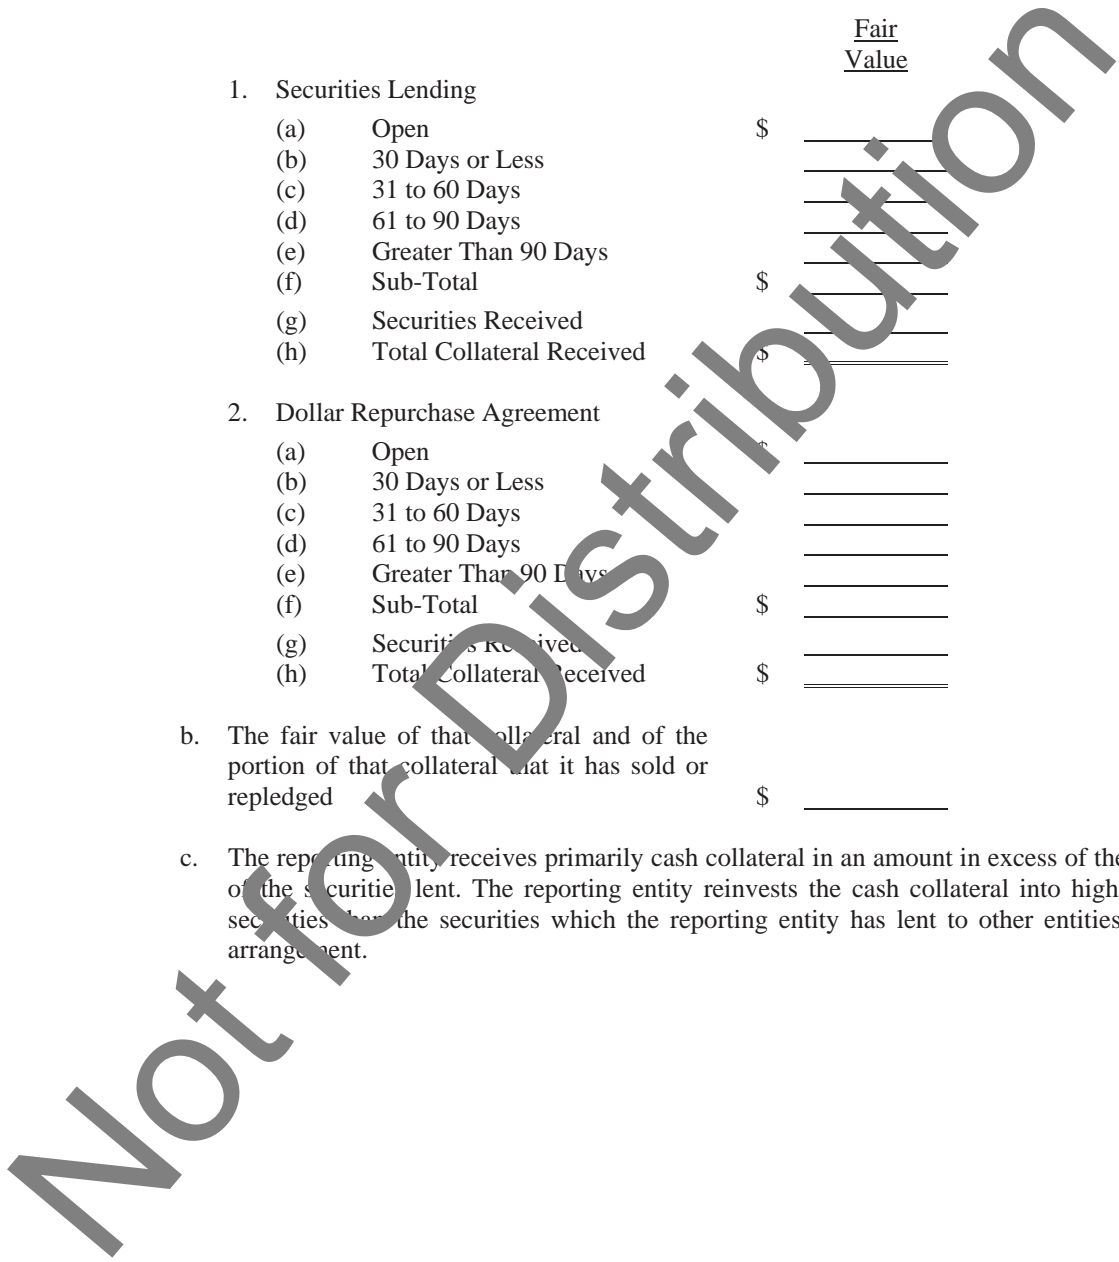 Fair
Value
1. Securities Lending
(a) Open $
(b) 30 Days or Less
(c) 31 to 60 Days
(d) 61 to 90 Days
(e) Greater Than 90 Days
(f) Sub-Total $
(g) Securities Received
(h) Total Collateral Received $
2. Dollar Repurchase Agreement
(a) Open $
(b) 30 Days or Less
(c) 31 to 60 Days
(d) 61 to 90 Days
(e) Greater Than 90 Days
(f) Sub-Total $
(g) Securities Received
(h) Total Collateral Received $
b. The fair value of that collateral and of the
portion of that collateral that it has sold or
repledged $
c. The reporting entity receives primarily cash collateral in an amount in excess of the
of the securities lent. The reporting entity reinvests the cash collateral into high
securities than the securities which the reporting entity has lent to other entities
arrangement.
Not for Distribution